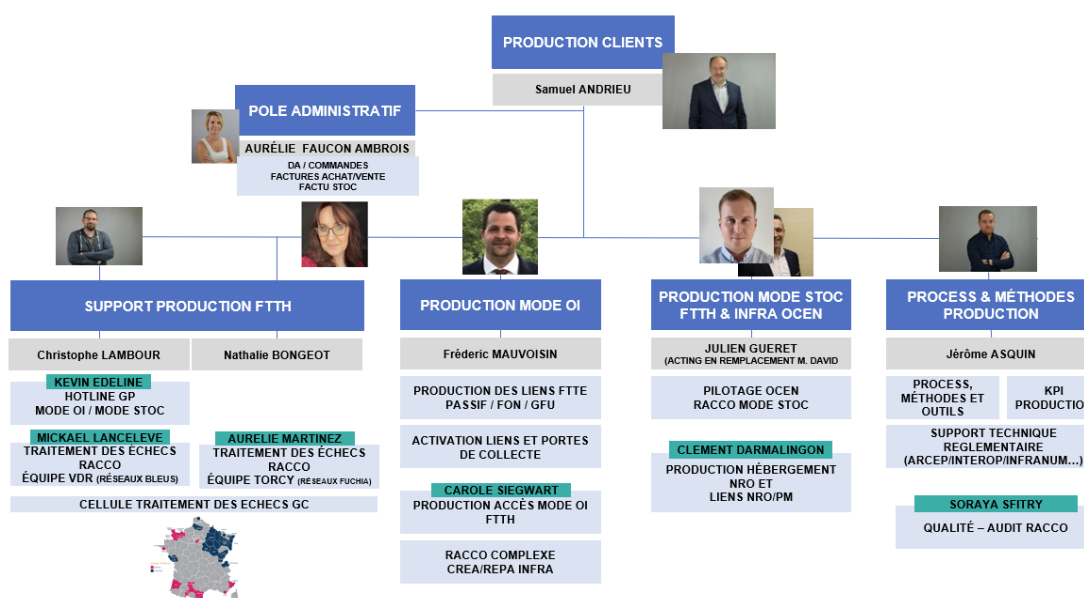 PRODUCTION CLIENTS
Samuel ANDRIEU
POLE ADMINISTRATIF
AURÉLIE FAUCON AMBROIS
DA / COMMANDES
FACTURES ACHAT/VENTE
FACTU STOC
SUPPORT PRODUCTION FTTH
Christophe LAMBOUR
Nathalie BONGEOT
KEVIN EDELINE
HOTLINE GP
MODE OI / MODE STOC
MICKAEL LANCELEVE
TRAITEMENT DES ÉCHECS
RACCO
ÉQUIPE VDR (RÉSEAUX BLEUS)
AURELIE MARTINEZ
TRAITEMENT DES ÉCHECS
RACCO
ÉQUIPE TORCY (RÉSEAUX FUCHIA)
CELLULE TRAITEMENT DES ECHECS GC
PRODUCTION MODE OI
Fréderic MAUVOISIN
PRODUCTION DES LIENS FTTE
PASSIF / FON / GFU
ACTIVATION LIENS ET PORTES
DE COLLECTE
CAROLE SIEGWART
PRODUCTION ACCÈS MODE OI
FTTH
RACCO COMPLEXE
CREA/REPA INFRA
PRODUCTION MODE STOC
FTTH & INFRA OCEN
JULIEN GUERET
(ACTING EN REMPLACEMENT M. DAVID
PILOTAGE OCEN
RACCO MODE STOC
CLEMENT DARMALINGON
PRODUCTION HÉBERGEMENT
NRO ET
LIENS NRO/PM
PROCESS & MÉTHODES
PRODUCTION
Jérôme ASQUIN
PROCESS,
MÉTHODES ET
OUTILS
KPI
PRODUCTIO
SUPPORT TECHNIQUE
REGLEMENTAIRE
(ARCEP/INTEROP/INFRANUM...)
SORAYA SFITRY
QUALITÉ – AUDIT RACCO